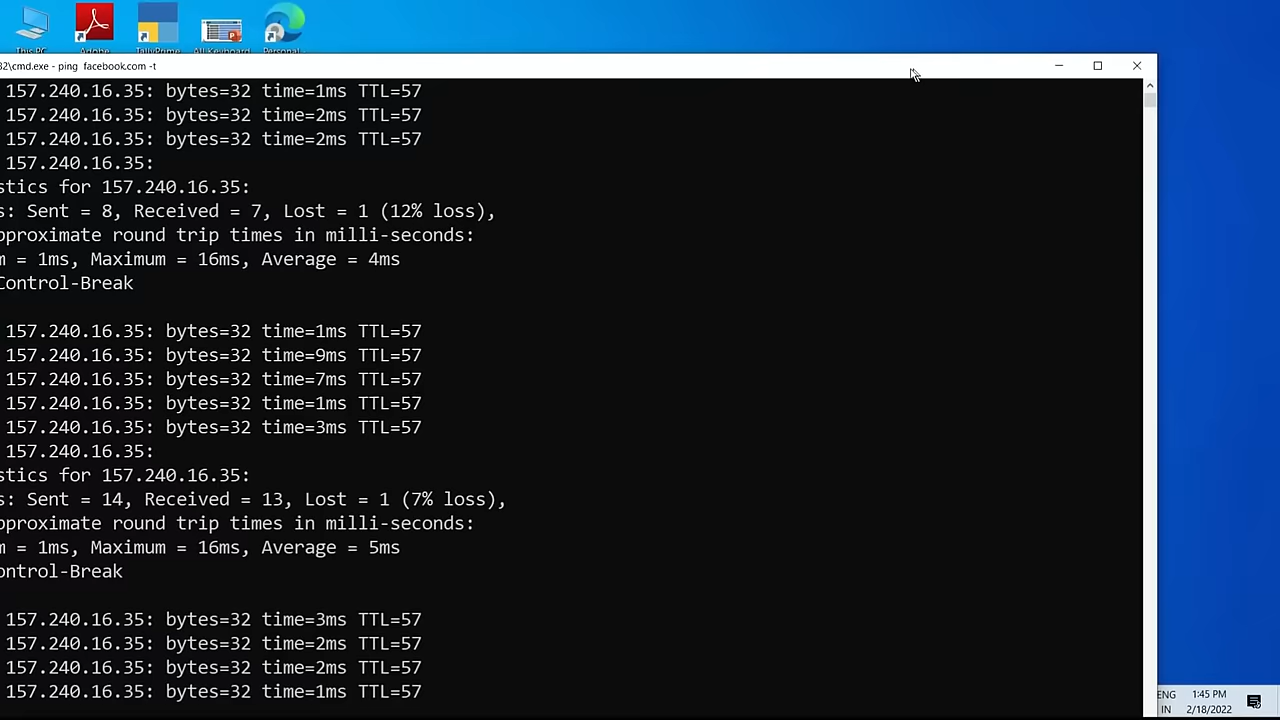 This PC
Adobe
TallyPrime
All Keyboard
Personal
32\cmd.exe - ping facebook.com -t
157.240.16.35: bytes=32 time=1ms TTL=57
157.240.16.35: bytes=32 time=2ms TTL=57
157.240.16.35: bytes=32 time=2ms TTL=57
157.240.16.35:
stics for 157.240.16.35:
s: Sent = 8, Received = 7, Lost = 1 (12% loss),
pproximate round trip times in milli-seconds:
m = 1ms, Maximum = 16ms, Average = 4ms
Control-Break
157.240.16.35: bytes=32 time=1ms TTL=57
157.240.16.35: bytes=32 time=9ms TTL=57
157.240.16.35: bytes=32 time=7ms TTL=57
157.240.16.35: bytes=32 time=1ms TTL=57
157.240.16.35: bytes=32 time=3ms TTL=57
157.240.16.35:
stics for 157.240.16.35:
s: Sent = 14, Received = 13, Lost = 1 (7% loss),
pproximate round trip times in milli-seconds:
m = 1ms, Maximum = 16ms, Average = 5ms
ontrol-Break
157.240.16.35: bytes=32 time=3ms TTL=57
157.240.16.35: bytes=32 time=2ms TTL=57
157.240.16.35: bytes=32 time=2ms TTL=57
157.240.16.35: bytes=32 time=1ms TTL=57
ENG 1:45 PM
IN 2/18/2022